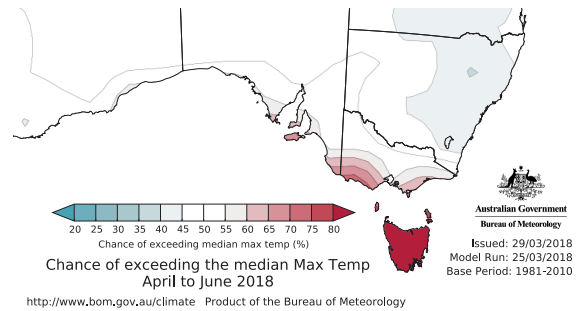 20 25 30 35 40 45 50 55 60 65 70 75 80
Chance of exceeding median max temp (%)
Chance of exceeding the median Max Temp
April to June 2018
http://www.bom.gov.au/climate Product of the Bureau of Meteorology
Australian Government
Bureau of Meteorology
Issued: 29/03/2018
Model Run: 25/03/2018
Base Period: 1981-2010